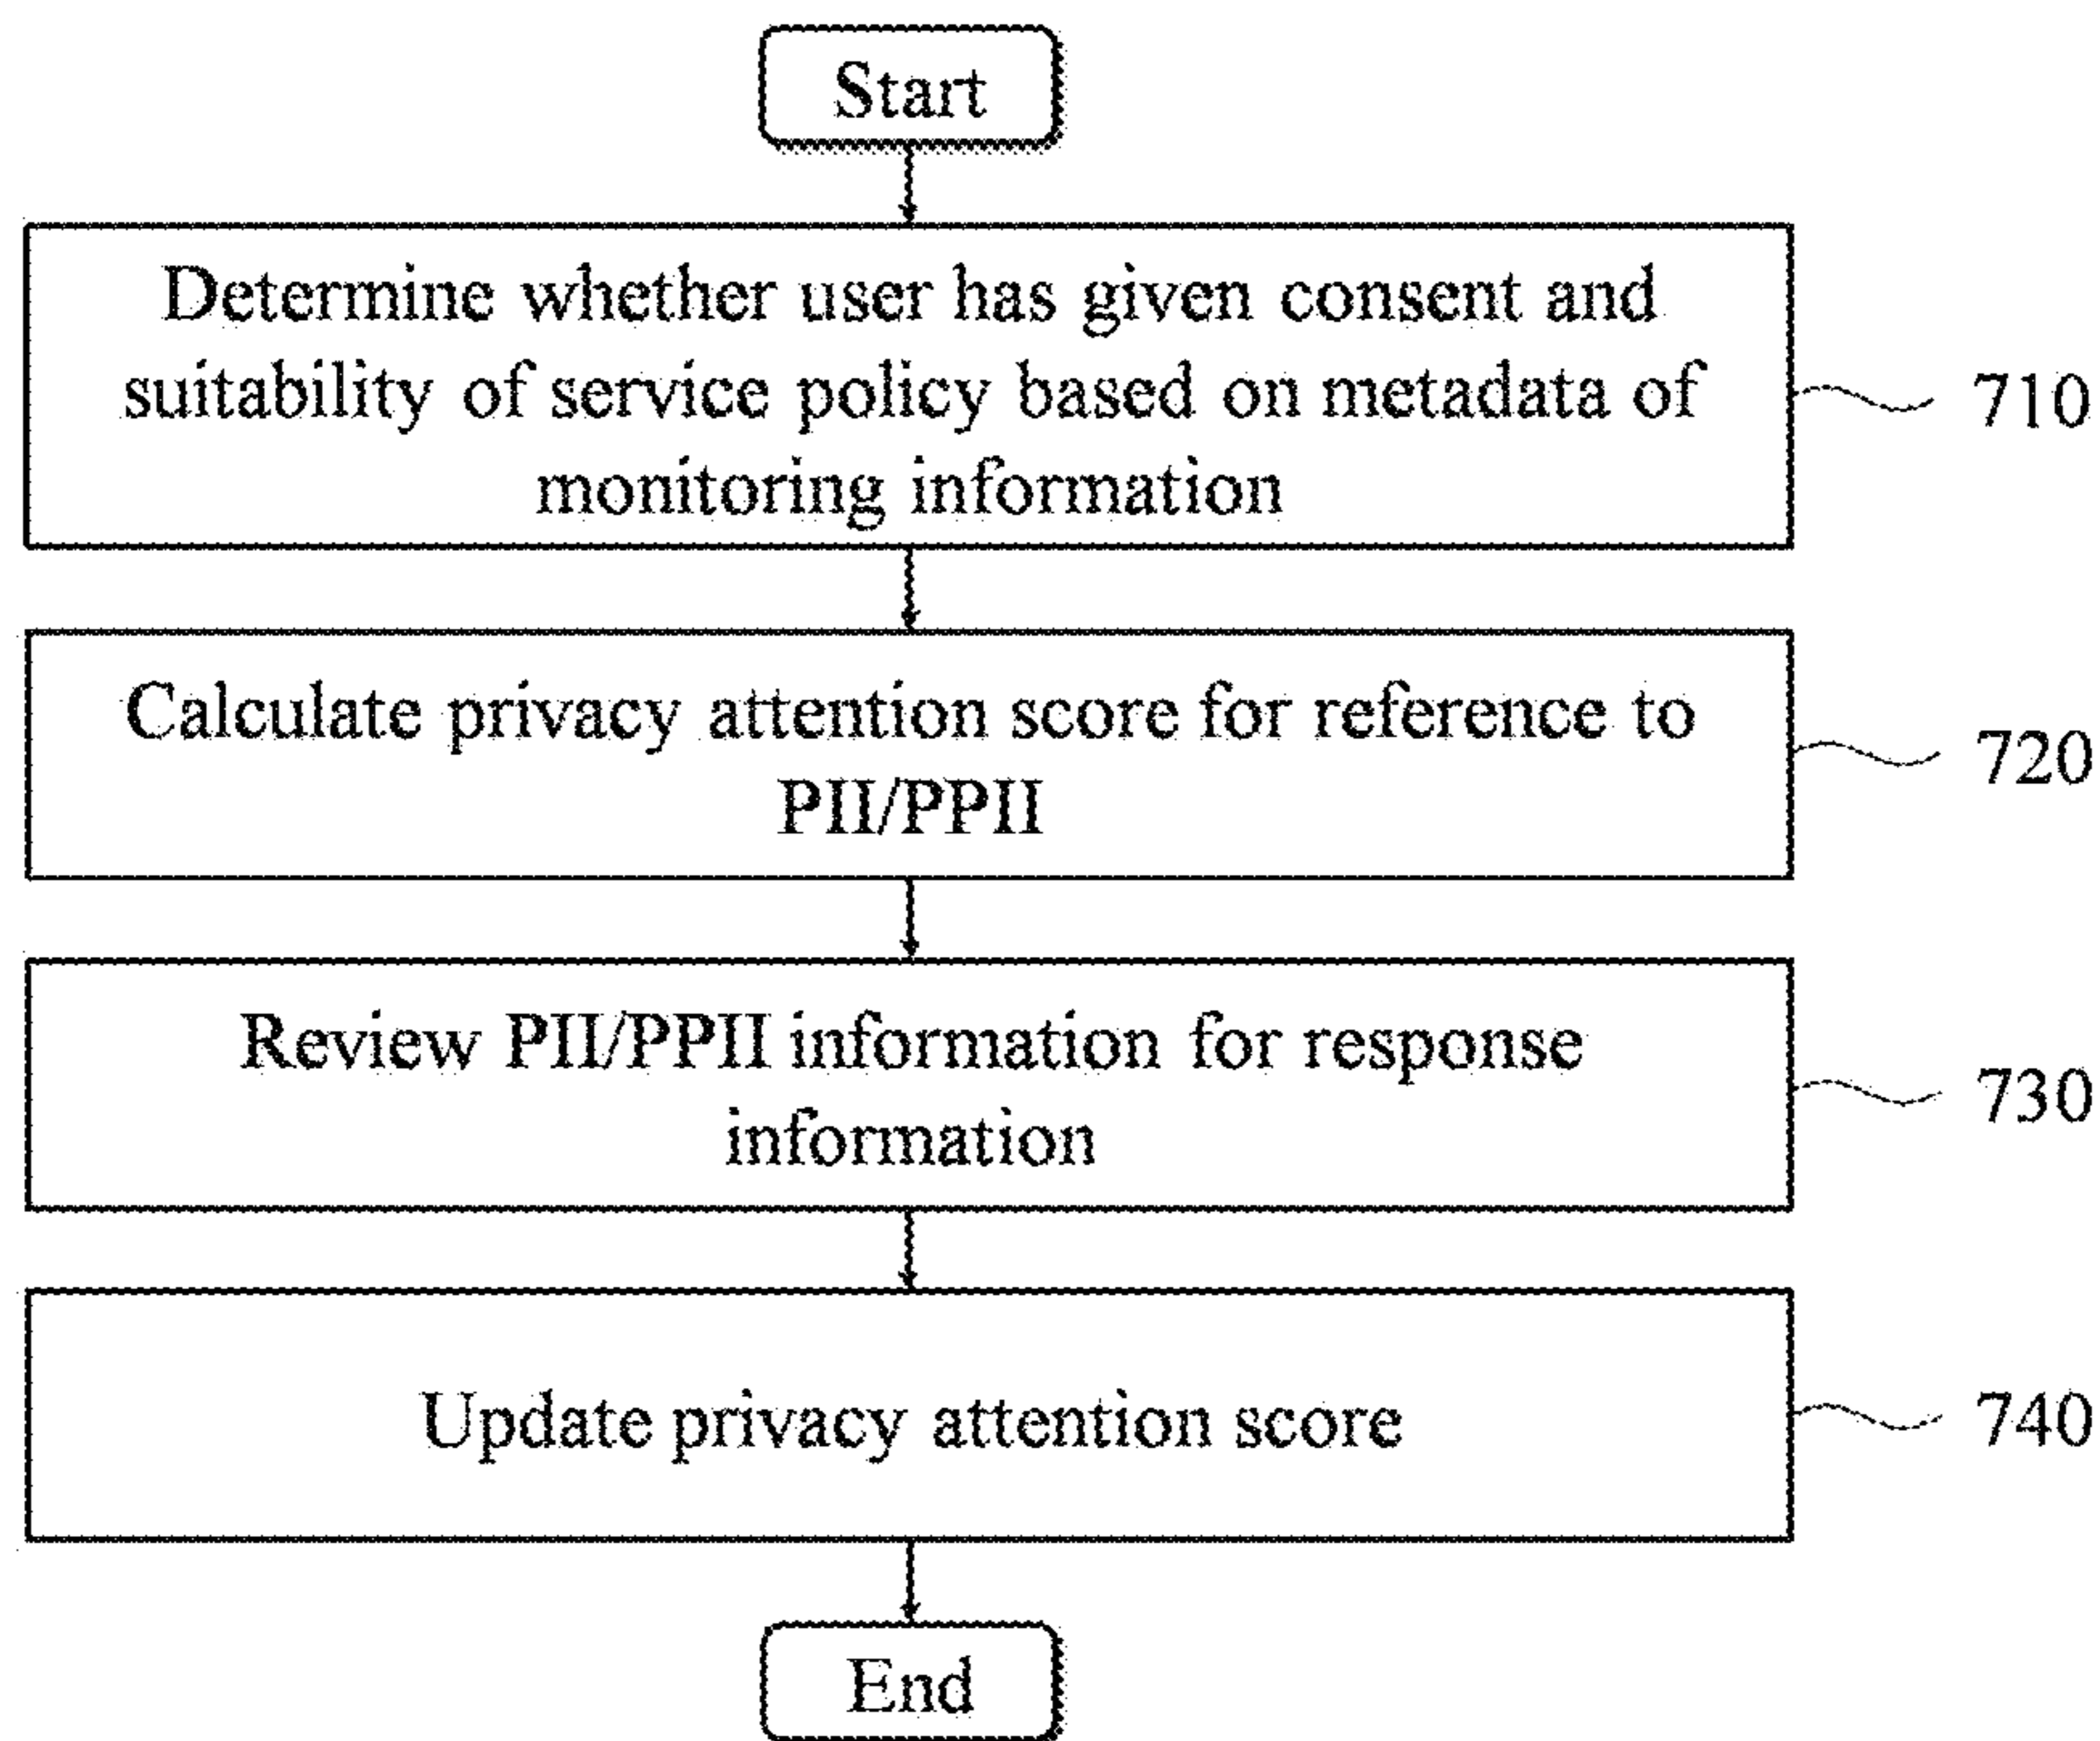 Start
Determine whether user has given consent and
suitability of service policy based on metadata of
monitoring information
710
Calculate privacy attention score for reference to
PII/PPII
720
Review PII/PPII information for response
information
730
Update privacy attention score
740
End